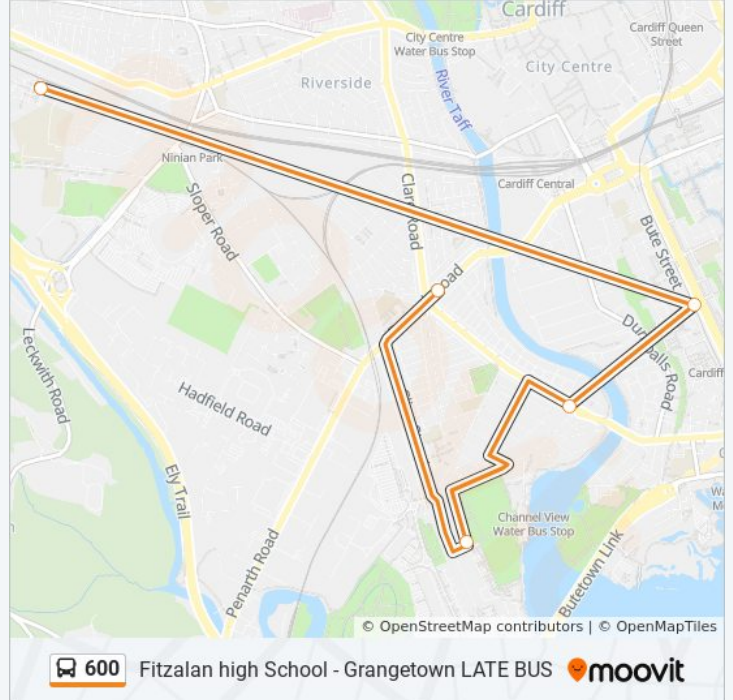 Cardiff
City Centre
Water Bus Stop
Cardiff Queen
Street
Riverside
City Centre
River Taff
Ninian Park
Cardiff Central
Clare Road
Sloper Road
Bute Street
oad
Dumballs Road
Leckwith Road
Cardiff
Hadfield Road
Ely Trail
Channel View
Water Bus Stop
Penarth Road
Butetown Link
© OpenStreetMap contributors | © OpenMapTiles
600 Fitzalan high School - Grangetown LATE BUS moovit